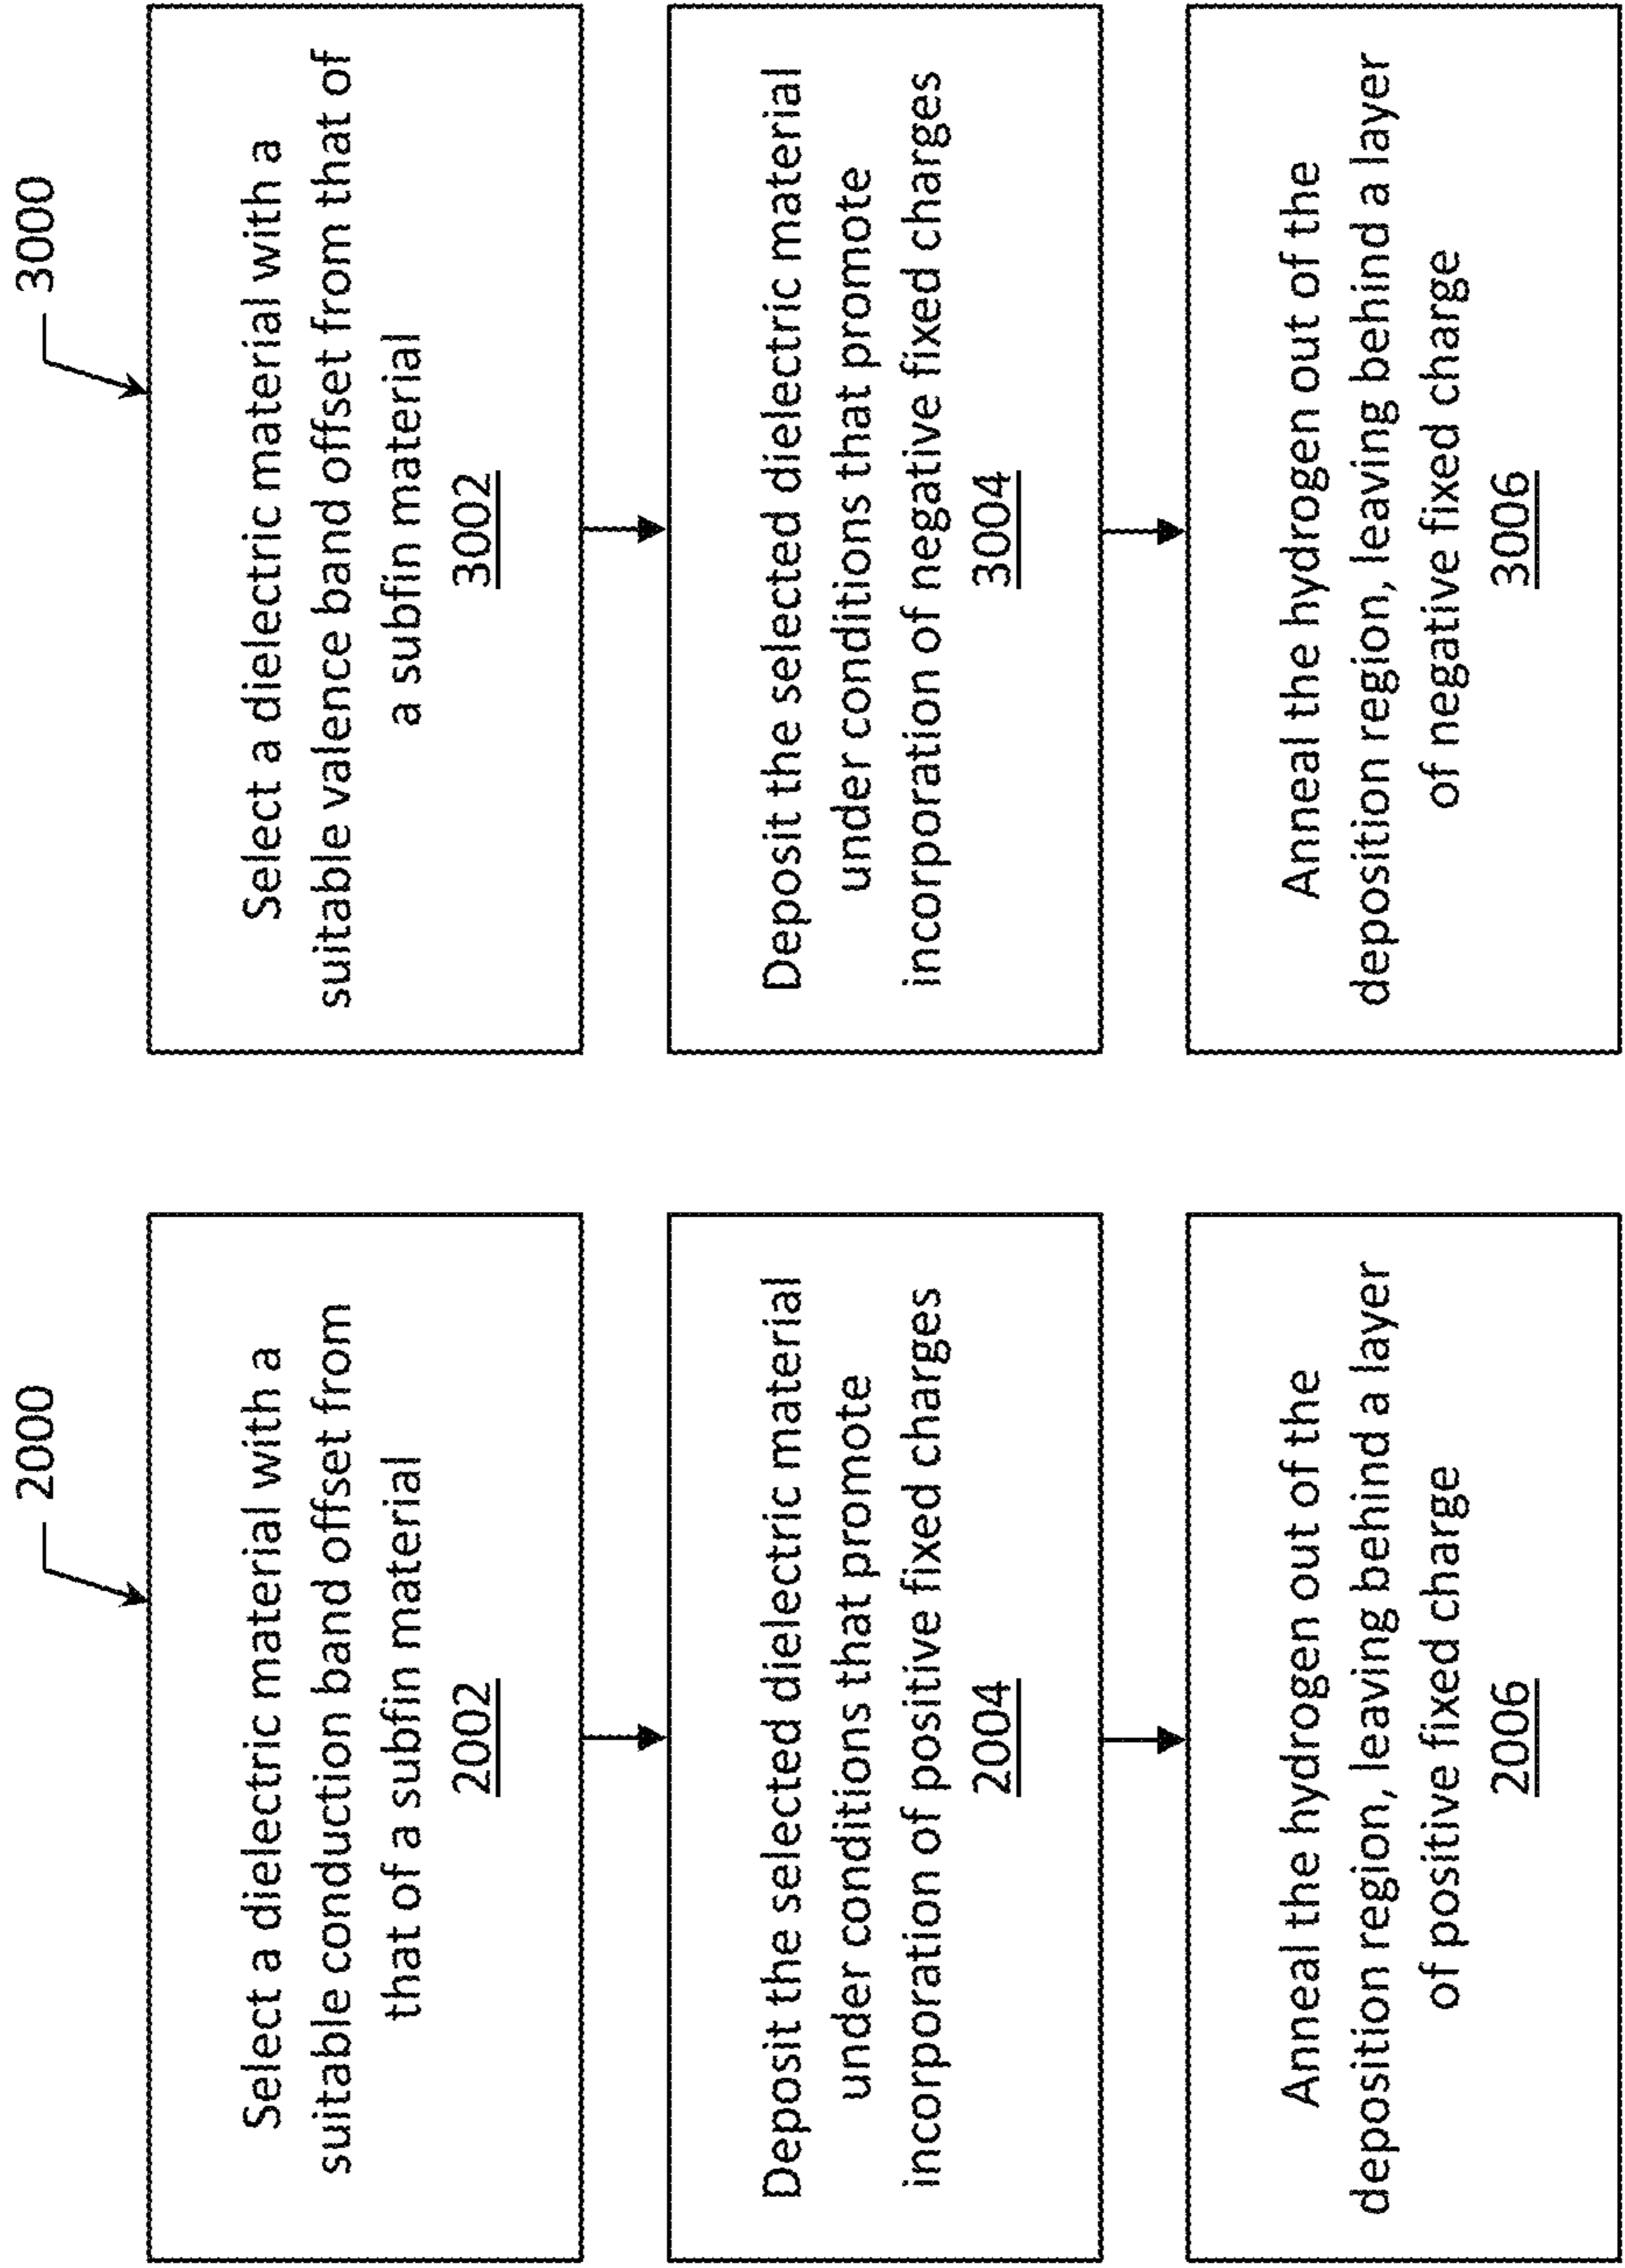 2000
Select a dielectric material with a
suitable conduction band offset from
that of a subfin material
2002
Deposit the selected dielectric material
under conditions that promote
incorporation of positive fixed charges
2004
Anneal the hydrogen out of the
deposition region, leaving behind a layer
of positive fixed charge
2006
3000
Select a dielectric material with a
suitable valence band offset from that of
a subfin material
3002
Deposit the selected dielectric material
under conditions that promote
incorporation of negative fixed charges
3004
Anneal the hydrogen out of the
deposition region, leaving behind a layer
of negative fixed charge
3006